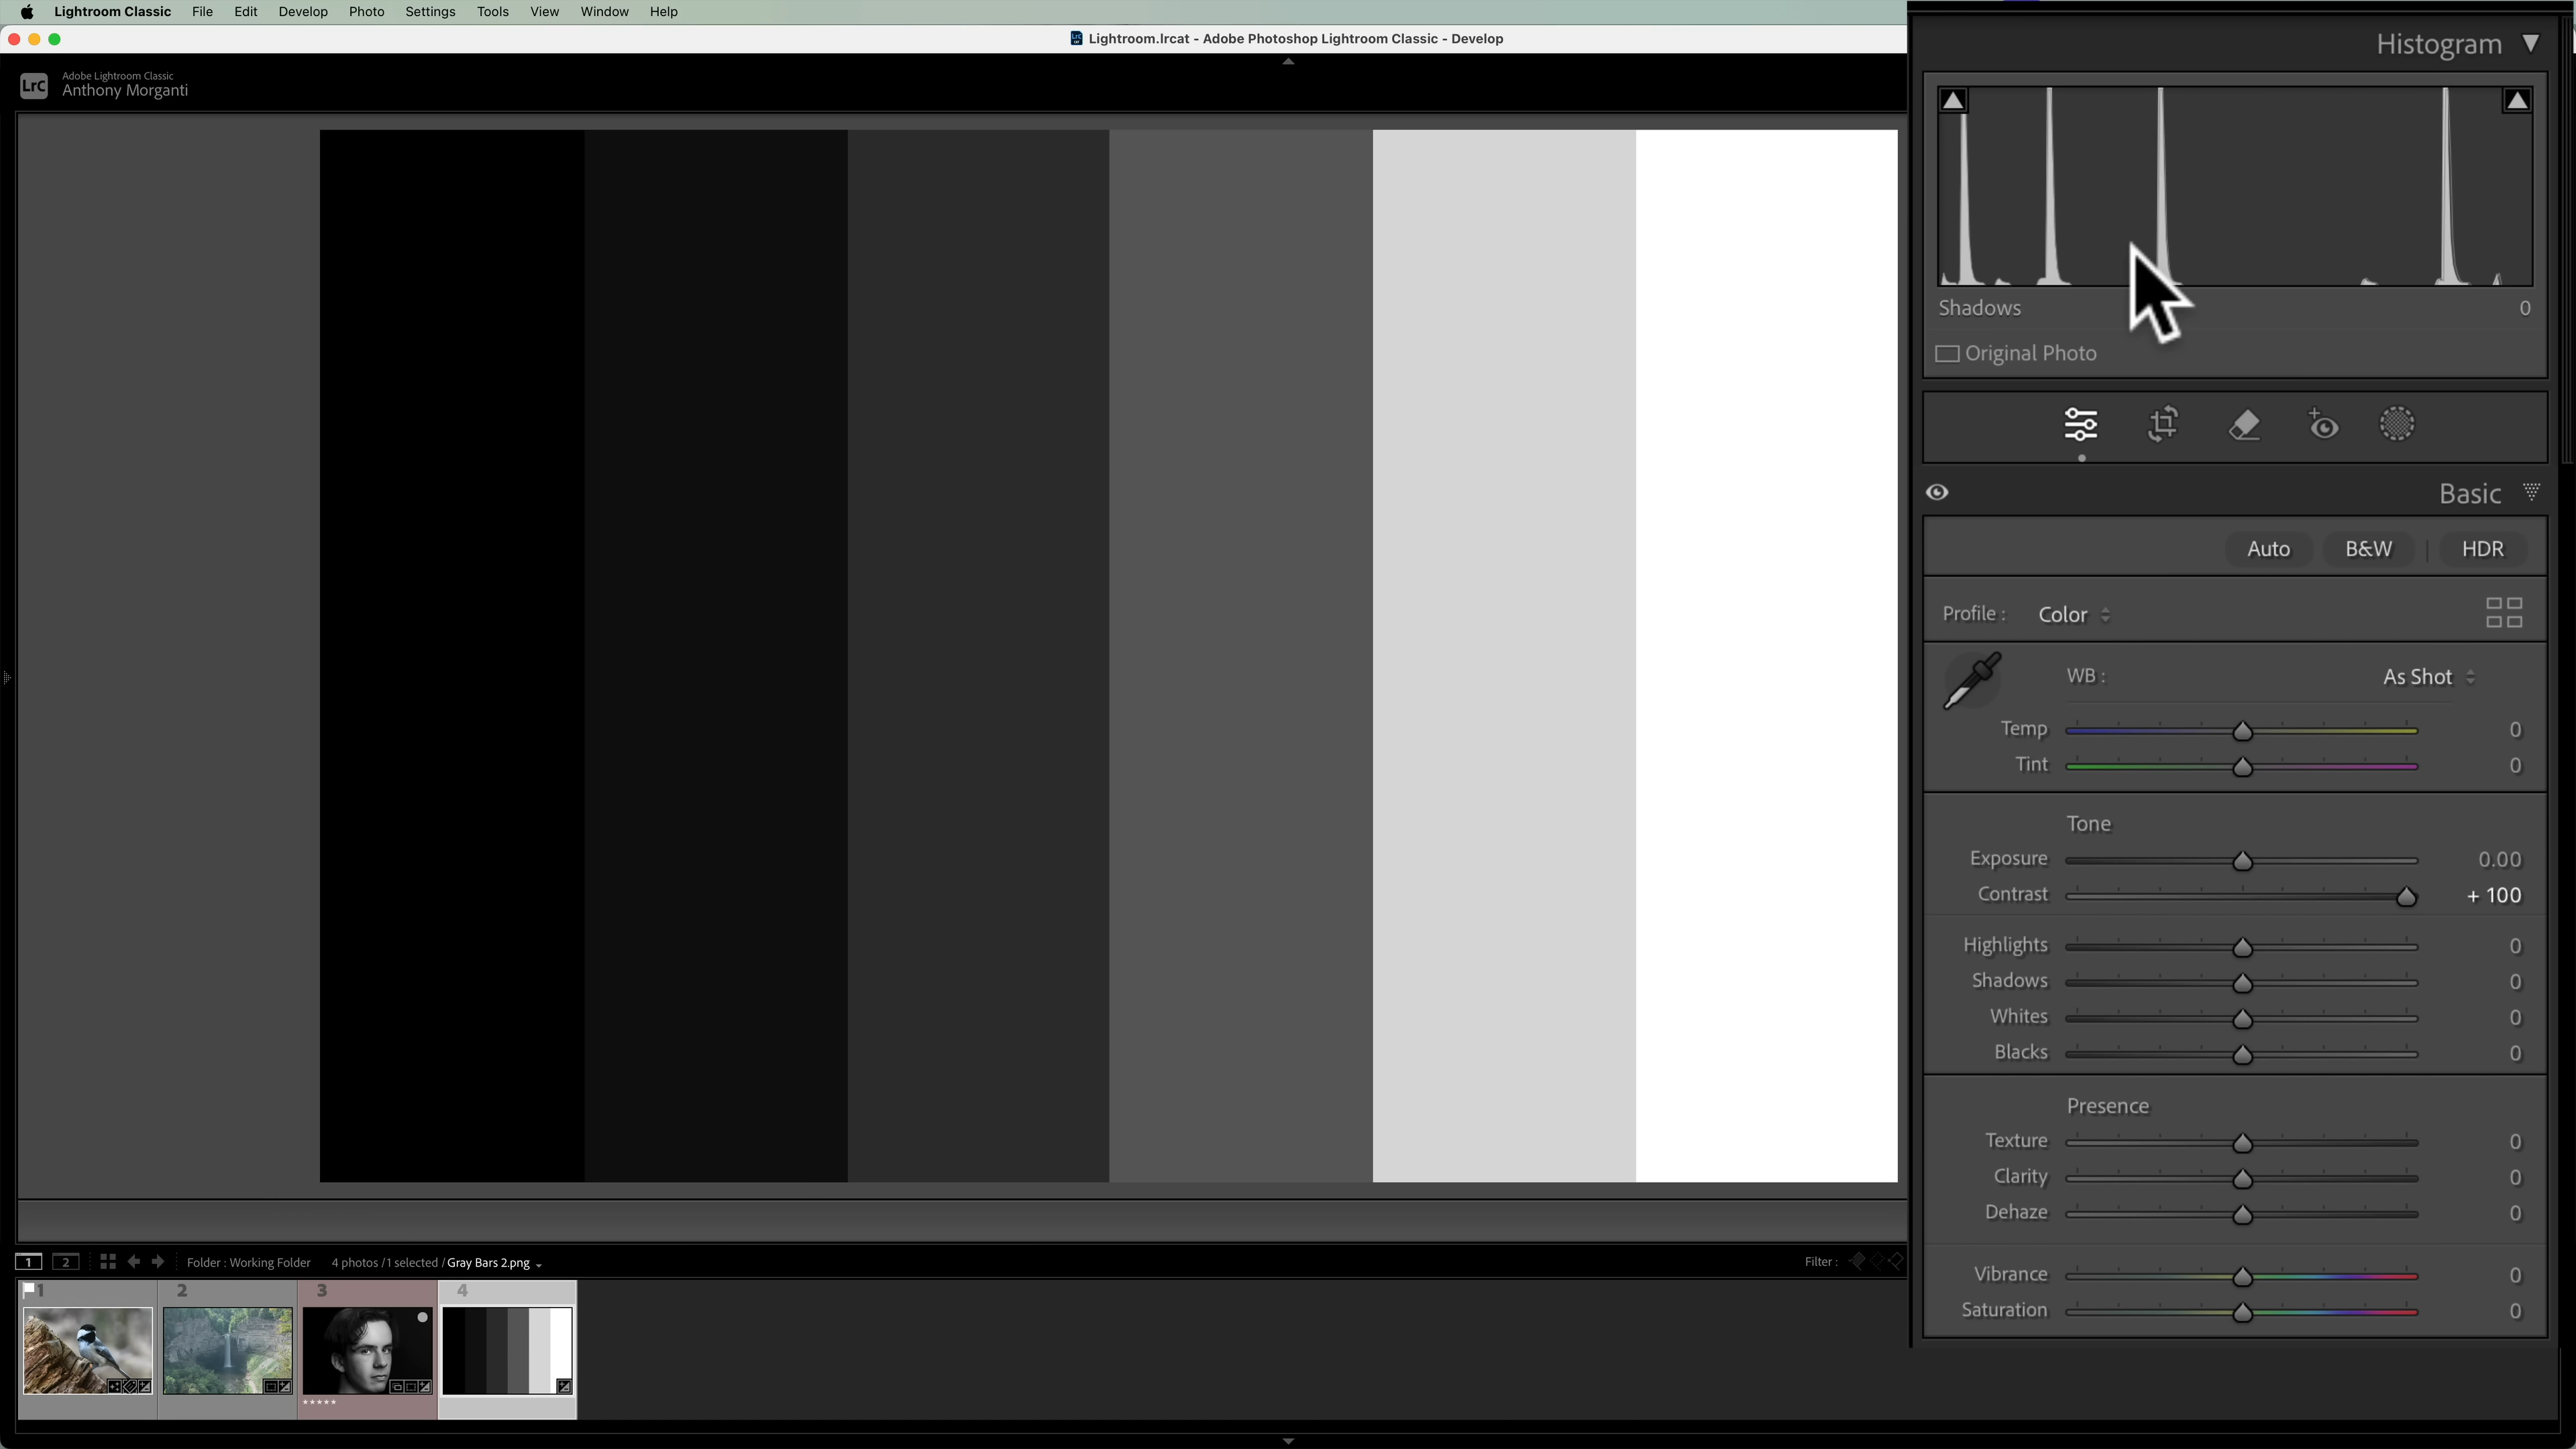 Lightroom Classic File Edit Develop Photo Settings Tools View Window Help
Lightroom.lrcat - Adobe Photoshop Lightroom Classic - Develop
LrC
Adobe Lightroom Classic
Anthony Morganti
Histogram
Shadows 0
Original Photo
Basic
Auto B&W HDR
Profile : Color
WB : As Shot
Temp 0
Tint 0
Tone
Exposure 0.00
Contrast + 100
Highlights 0
Shadows 0
Whites 0
Blacks 0
Presence
Texture 0
Clarity 0
Dehaze 0
Vibrance 0
Saturation 0
1 2 Folder : Working Folder 4 photos /1 selected / Gray Bars 2.png Filter :
1 2 3 4